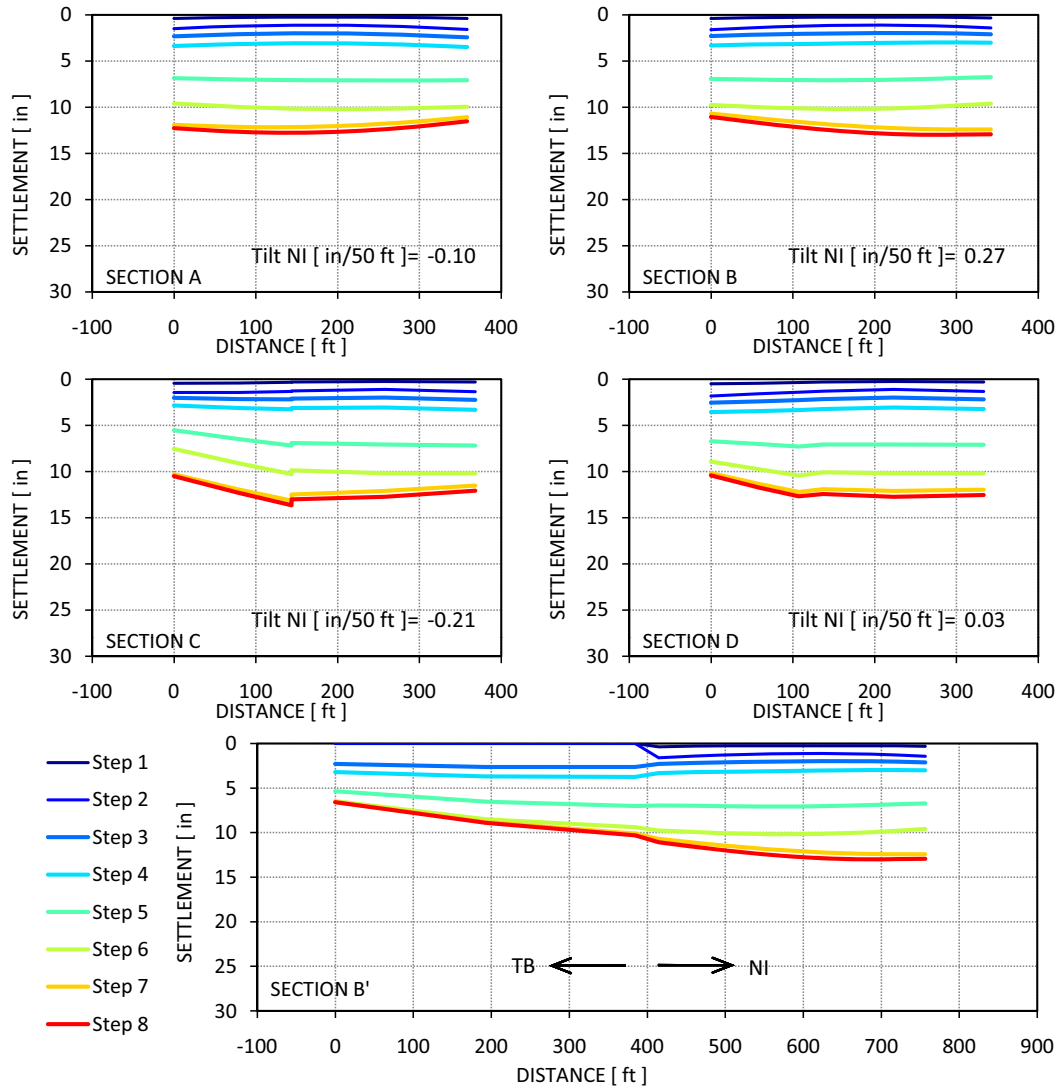 0
5
10
15
20
25
30
SETTLEMENT [ in ]
Tilt NI [ in/50 ft ]= -0.10
SECTION A
-100 0 100 200 300 400
DISTANCE [ ft ]
0
5
10
15
20
25
30
SETTLEMENT [ in ]
Tilt NI [ in/50 ft ]= 0.27
SECTION B
-100 0 100 200 300 400
DISTANCE [ ft ]
0
5
10
15
20
25
30
SETTLEMENT [ in ]
Tilt NI [ in/50 ft ]= -0.21
SECTION C
-100 0 100 200 300 400
DISTANCE [ ft ]
0
5
10
15
20
25
30
SETTLEMENT [ in ]
Tilt NI [ in/50 ft ]= 0.03
SECTION D
-100 0 100 200 300 400
DISTANCE [ ft ]
Step 1
Step 2
Step 3
Step 4
Step 5
Step 6
Step 7
Step 8
0
5
10
15
20
25
30
SETTLEMENT [ in ]
TB NI
SECTION B'
-100 0 100 200 300 400 500 600 700 800 900
DISTANCE [ ft ]